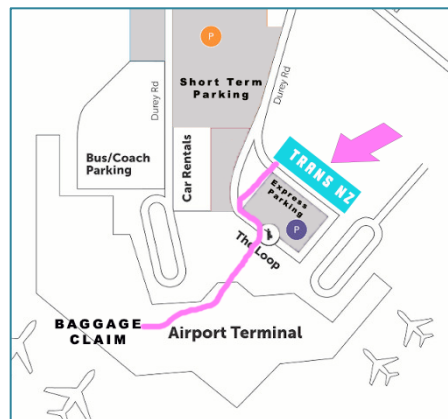 P
Short Term
Parking
Durey Rd
Durey Rd
Bus/Coach
Parking
Car Rentals
TRANS NZ
Express
Parking
P
The Loop
BAGGAGE
CLAIM
Airport Terminal